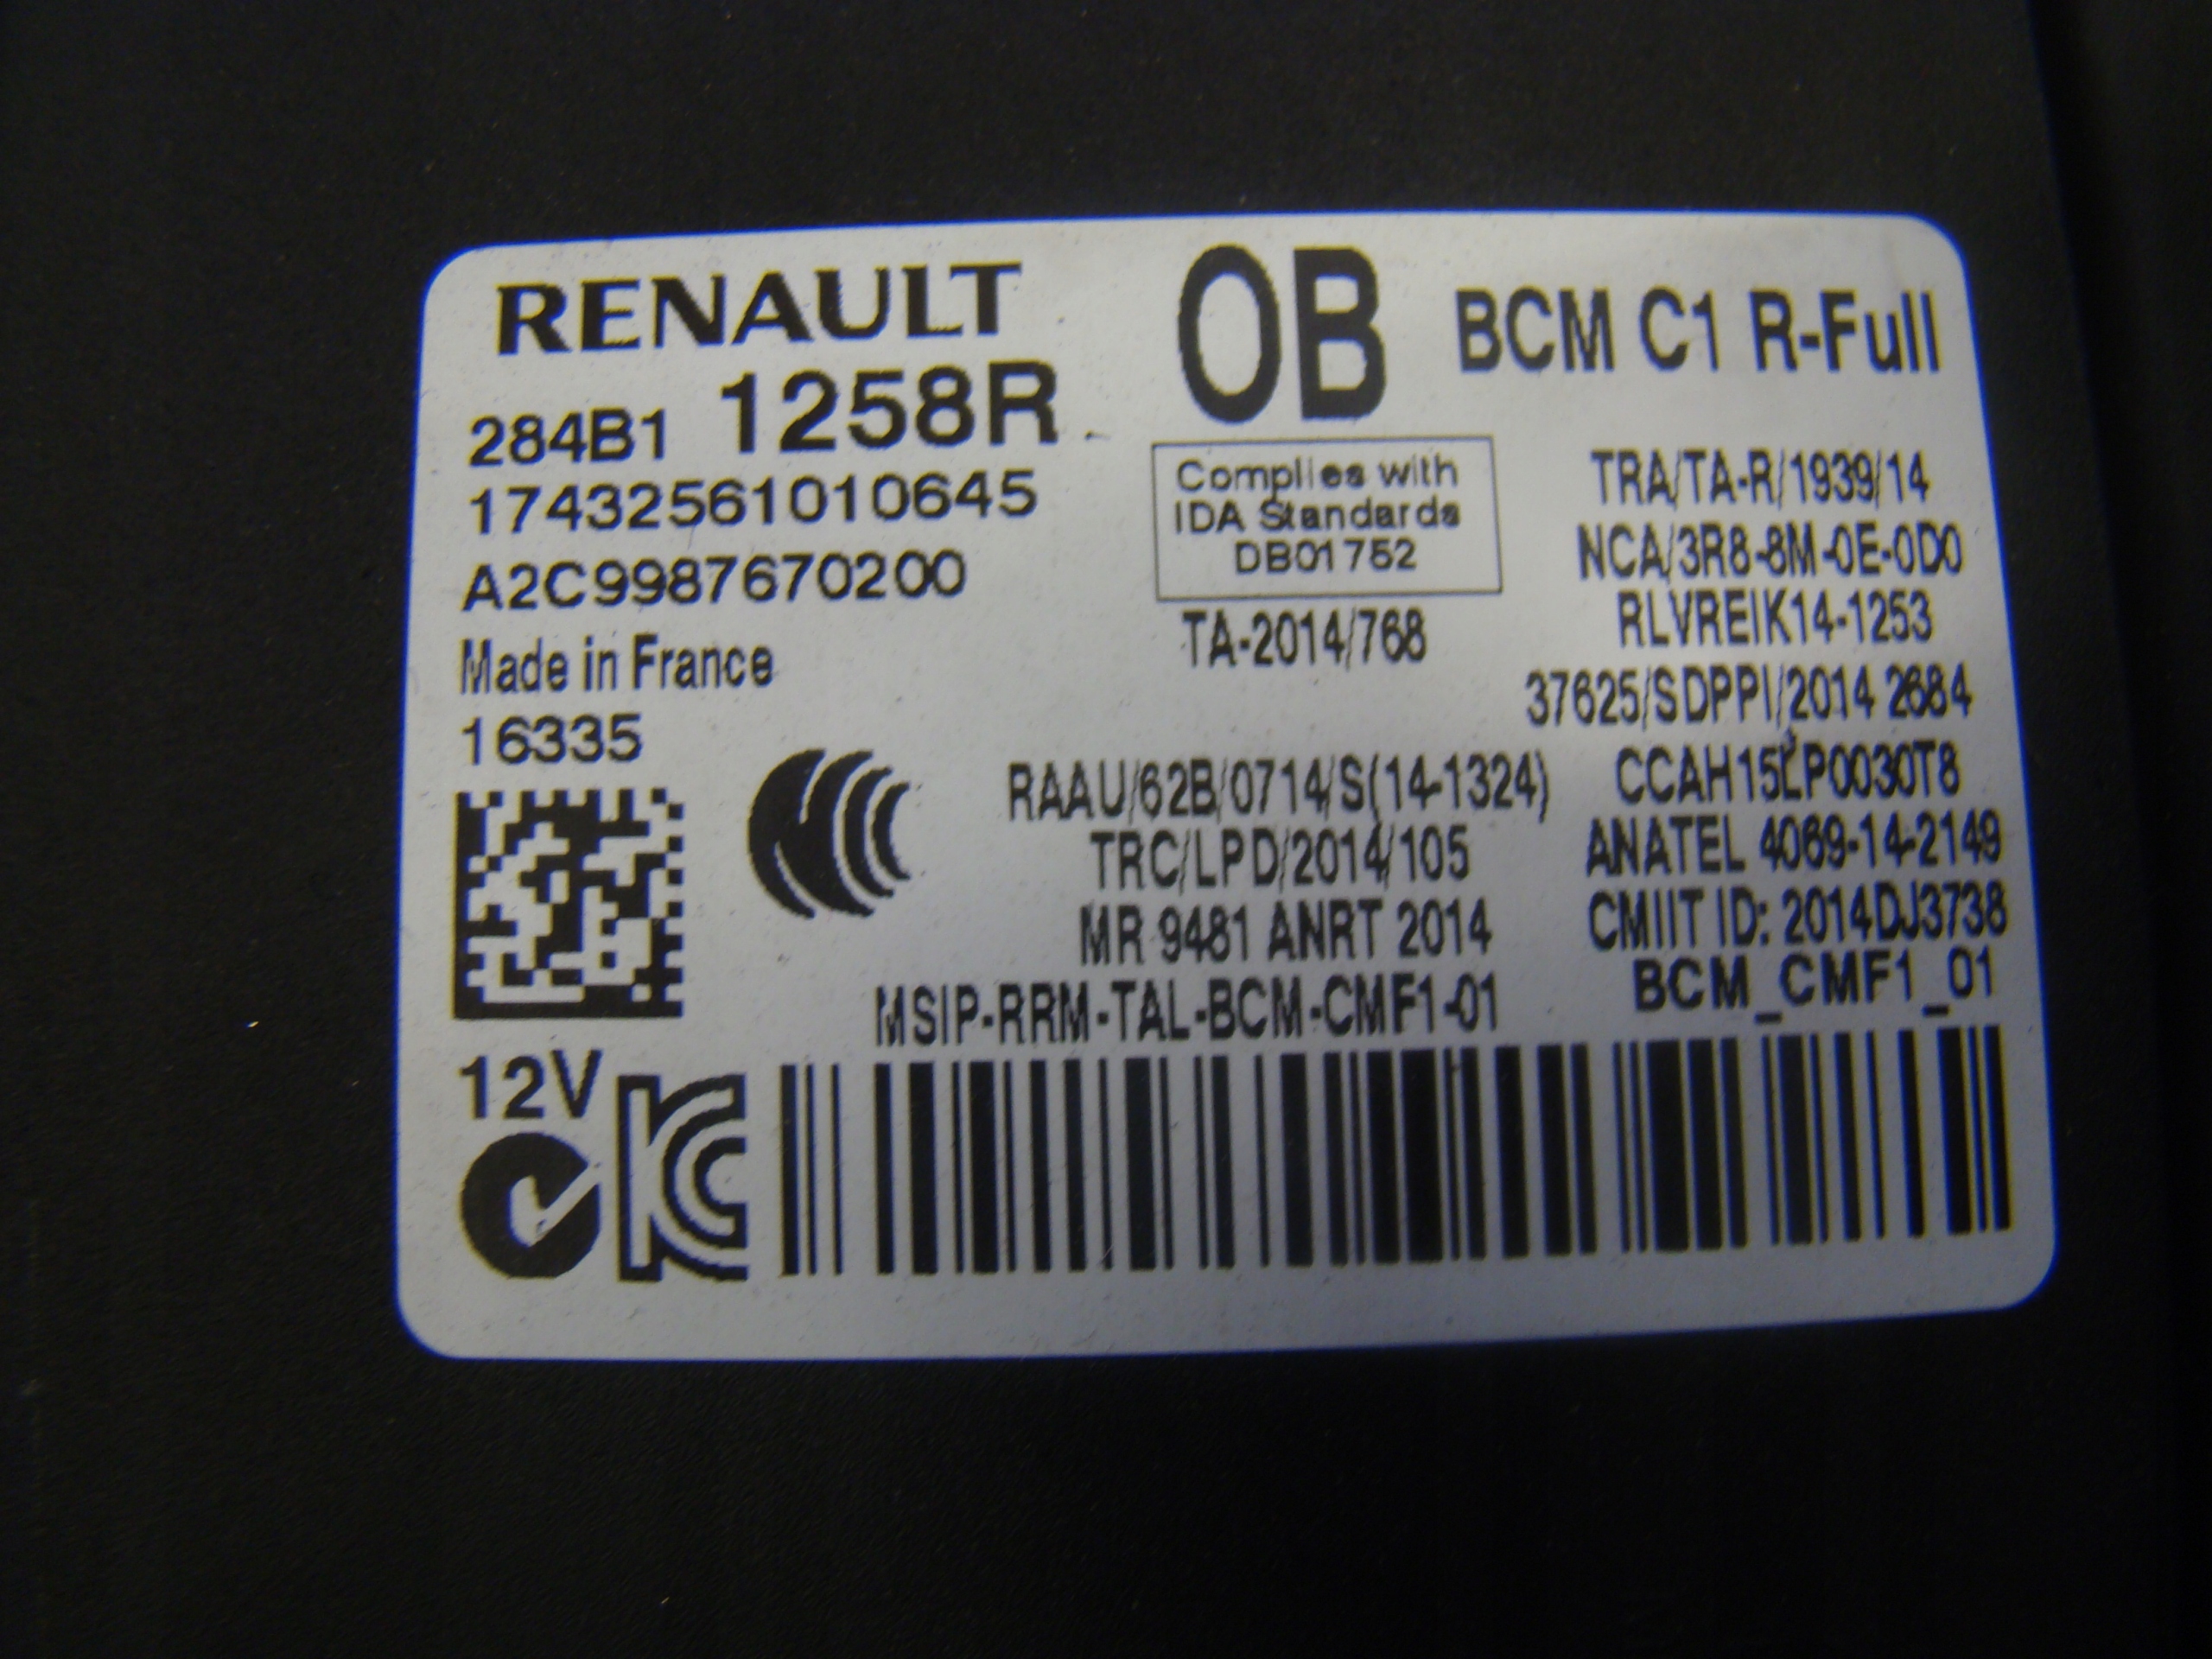 RENAULT
284B1 1258R
17432561010645
A2C9987670200
Made in France
16335
12V
0B
BCM C1 R-Full
Complies with
IDA Standards
DB01752
TA-2014/768
TRA/TA-R/1939/14
NCA/3R8-8M-0E-0D0
RLVREIK14-1253
37625/SDPPI/2014 2684
RAAU/62B/0714/S(14-1324)
CCAH15LP0030T8
TRC/LPD/2014/105
ANATEL 4069-14-2149
MR 9481 ANRT 2014
CMIIT ID: 2014DJ3738
MSIP-RRM-TAL-BCM-CMF1-01
BCM_CMF1_01